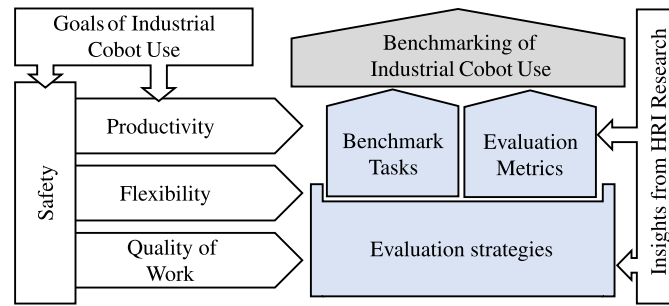 Goals of Industrial
Cobot Use
Safety
Productivity
Flexibility
Quality of
Work
Benchmarking of
Industrial Cobot Use
Benchmark
Tasks
Evaluation
Metrics
Evaluation strategies
Insights from HRI Research